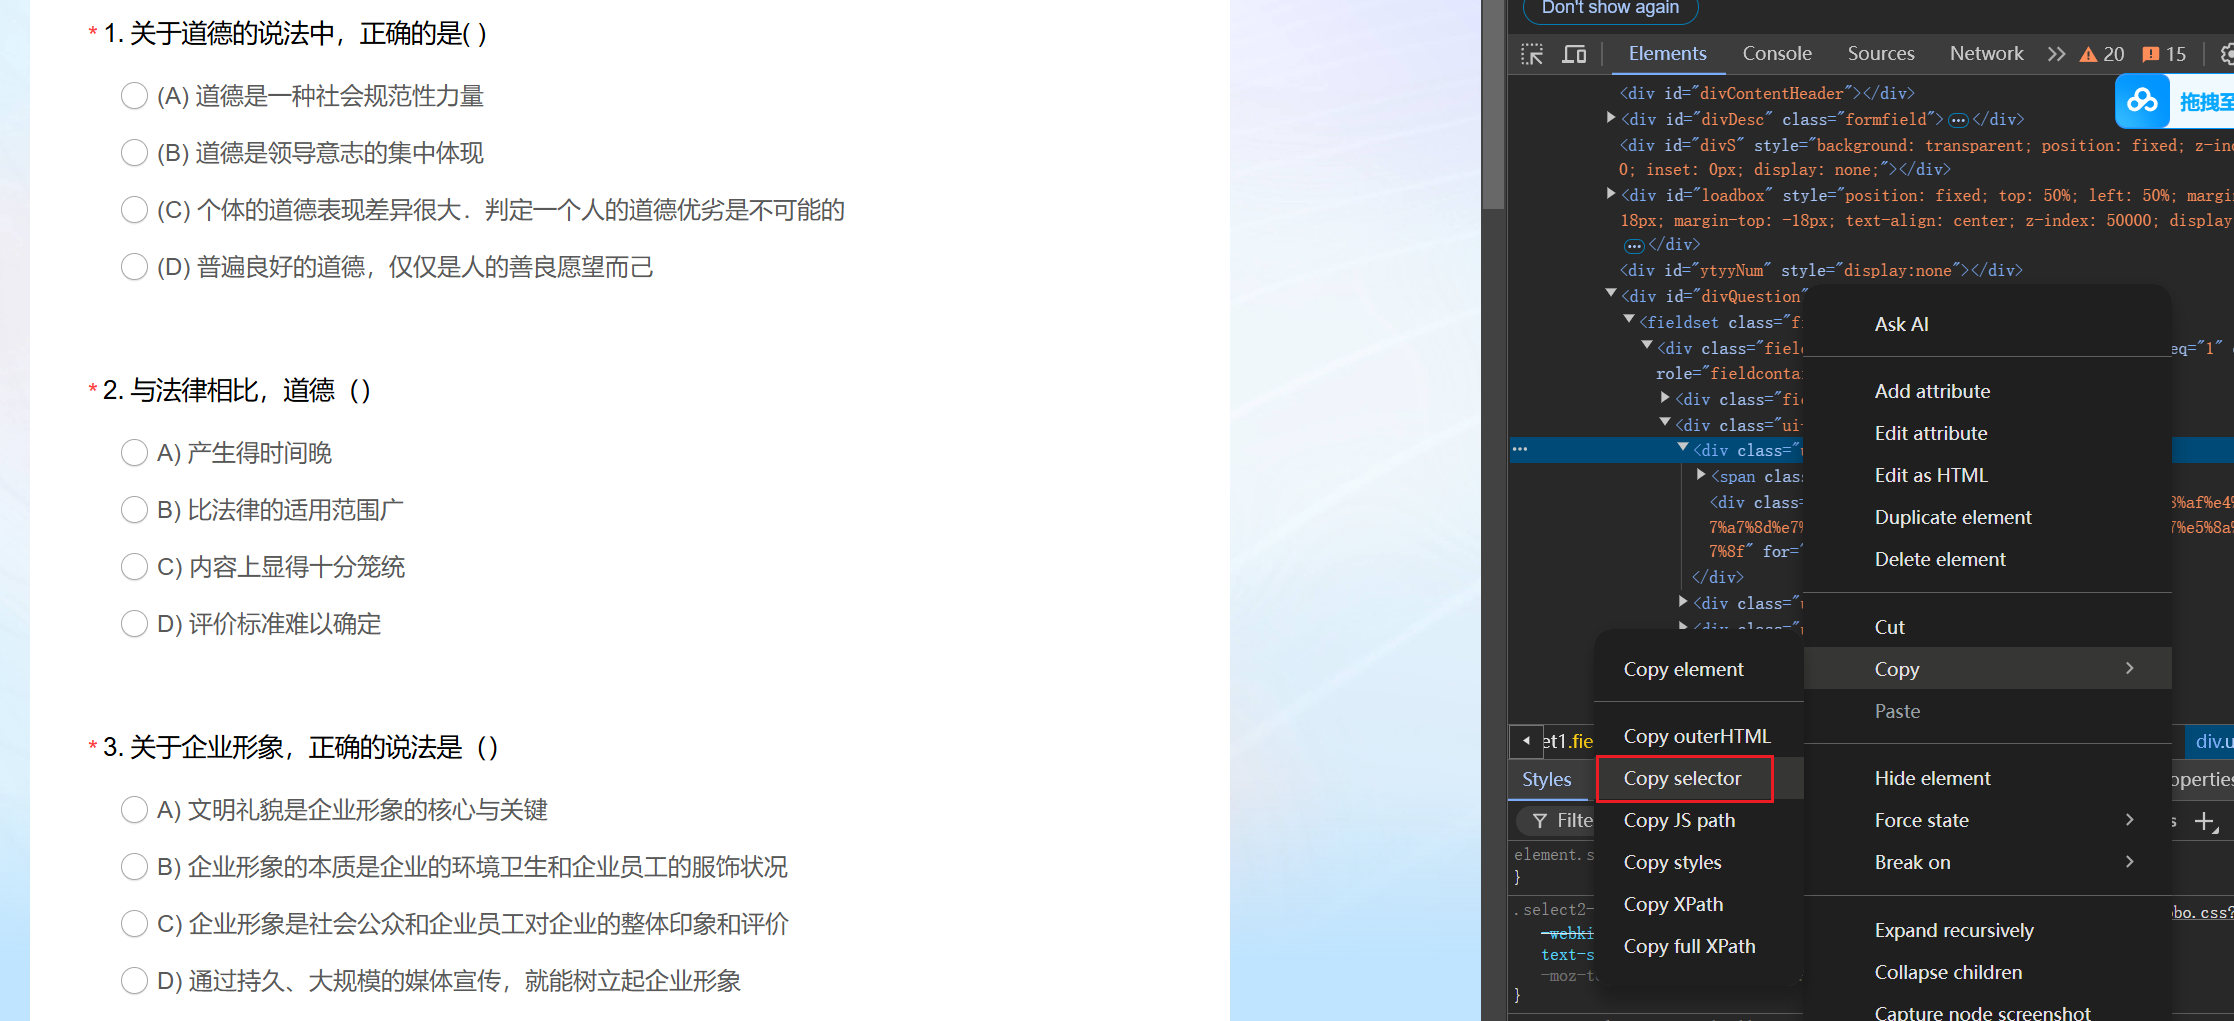 * 1. 关于道德的说法中，正确的是( )
(A) 道德是一种社会规范性力量
(B) 道德是领导意志的集中体现
(C) 个体的道德表现差异很大．判定一个人的道德优劣是不可能的
(D) 普遍良好的道德，仅仅是人的善良愿望而己
* 2. 与法律相比，道德（）
A) 产生得时间晚
B) 比法律的适用范围广
C) 内容上显得十分笼统
D) 评价标准难以确定
* 3. 关于企业形象，正确的说法是（）
A) 文明礼貌是企业形象的核心与关键
B) 企业形象的本质是企业的环境卫生和企业员工的服饰状况
C) 企业形象是社会公众和企业员工对企业的整体印象和评价
D) 通过持久、大规模的媒体宣传，就能树立起企业形象
Don't show again
Elements Console Sources Network 20 15
<div id="divContentHeader"></div>
拖拽至
<div id="divDesc" class="formfield">…</div>
<div id="divS" style="background: transparent; position: fixed; z-ind
0; inset: 0px; display: none;"></div>
<div id="loadbox" style="position: fixed; top: 50%; left: 50%; margi
18px; margin-top: -18px; text-align: center; z-index: 50000; display
…</div>
<div id="ytyyNum" style="display:none"></div>
<div id="divQuestion"
<fieldset class="f
<div class="fiel eq="1"
role="fieldconta
<div class="fi
<div class="ui
<div class="
<span clas
<div class= %af%e4%
7%a7%8d%e7% %e5%8a%
7%8f" for="
</div>
<div class="
<div class="
Ask AI
Add attribute
Edit attribute
Edit as HTML
Duplicate element
Delete element
Cut
Copy
Paste
Hide element
Force state
Break on
Expand recursively
Collapse children
Capture node screenshot
Copy element
Copy outerHTML
Copy selector
Copy JS path
Copy styles
Copy XPath
Copy full XPath
et1.fie div.u
Styles opertie
Filte s
element.s
}
.select2- bo.css?
-webki
text-s
-moz-t
}